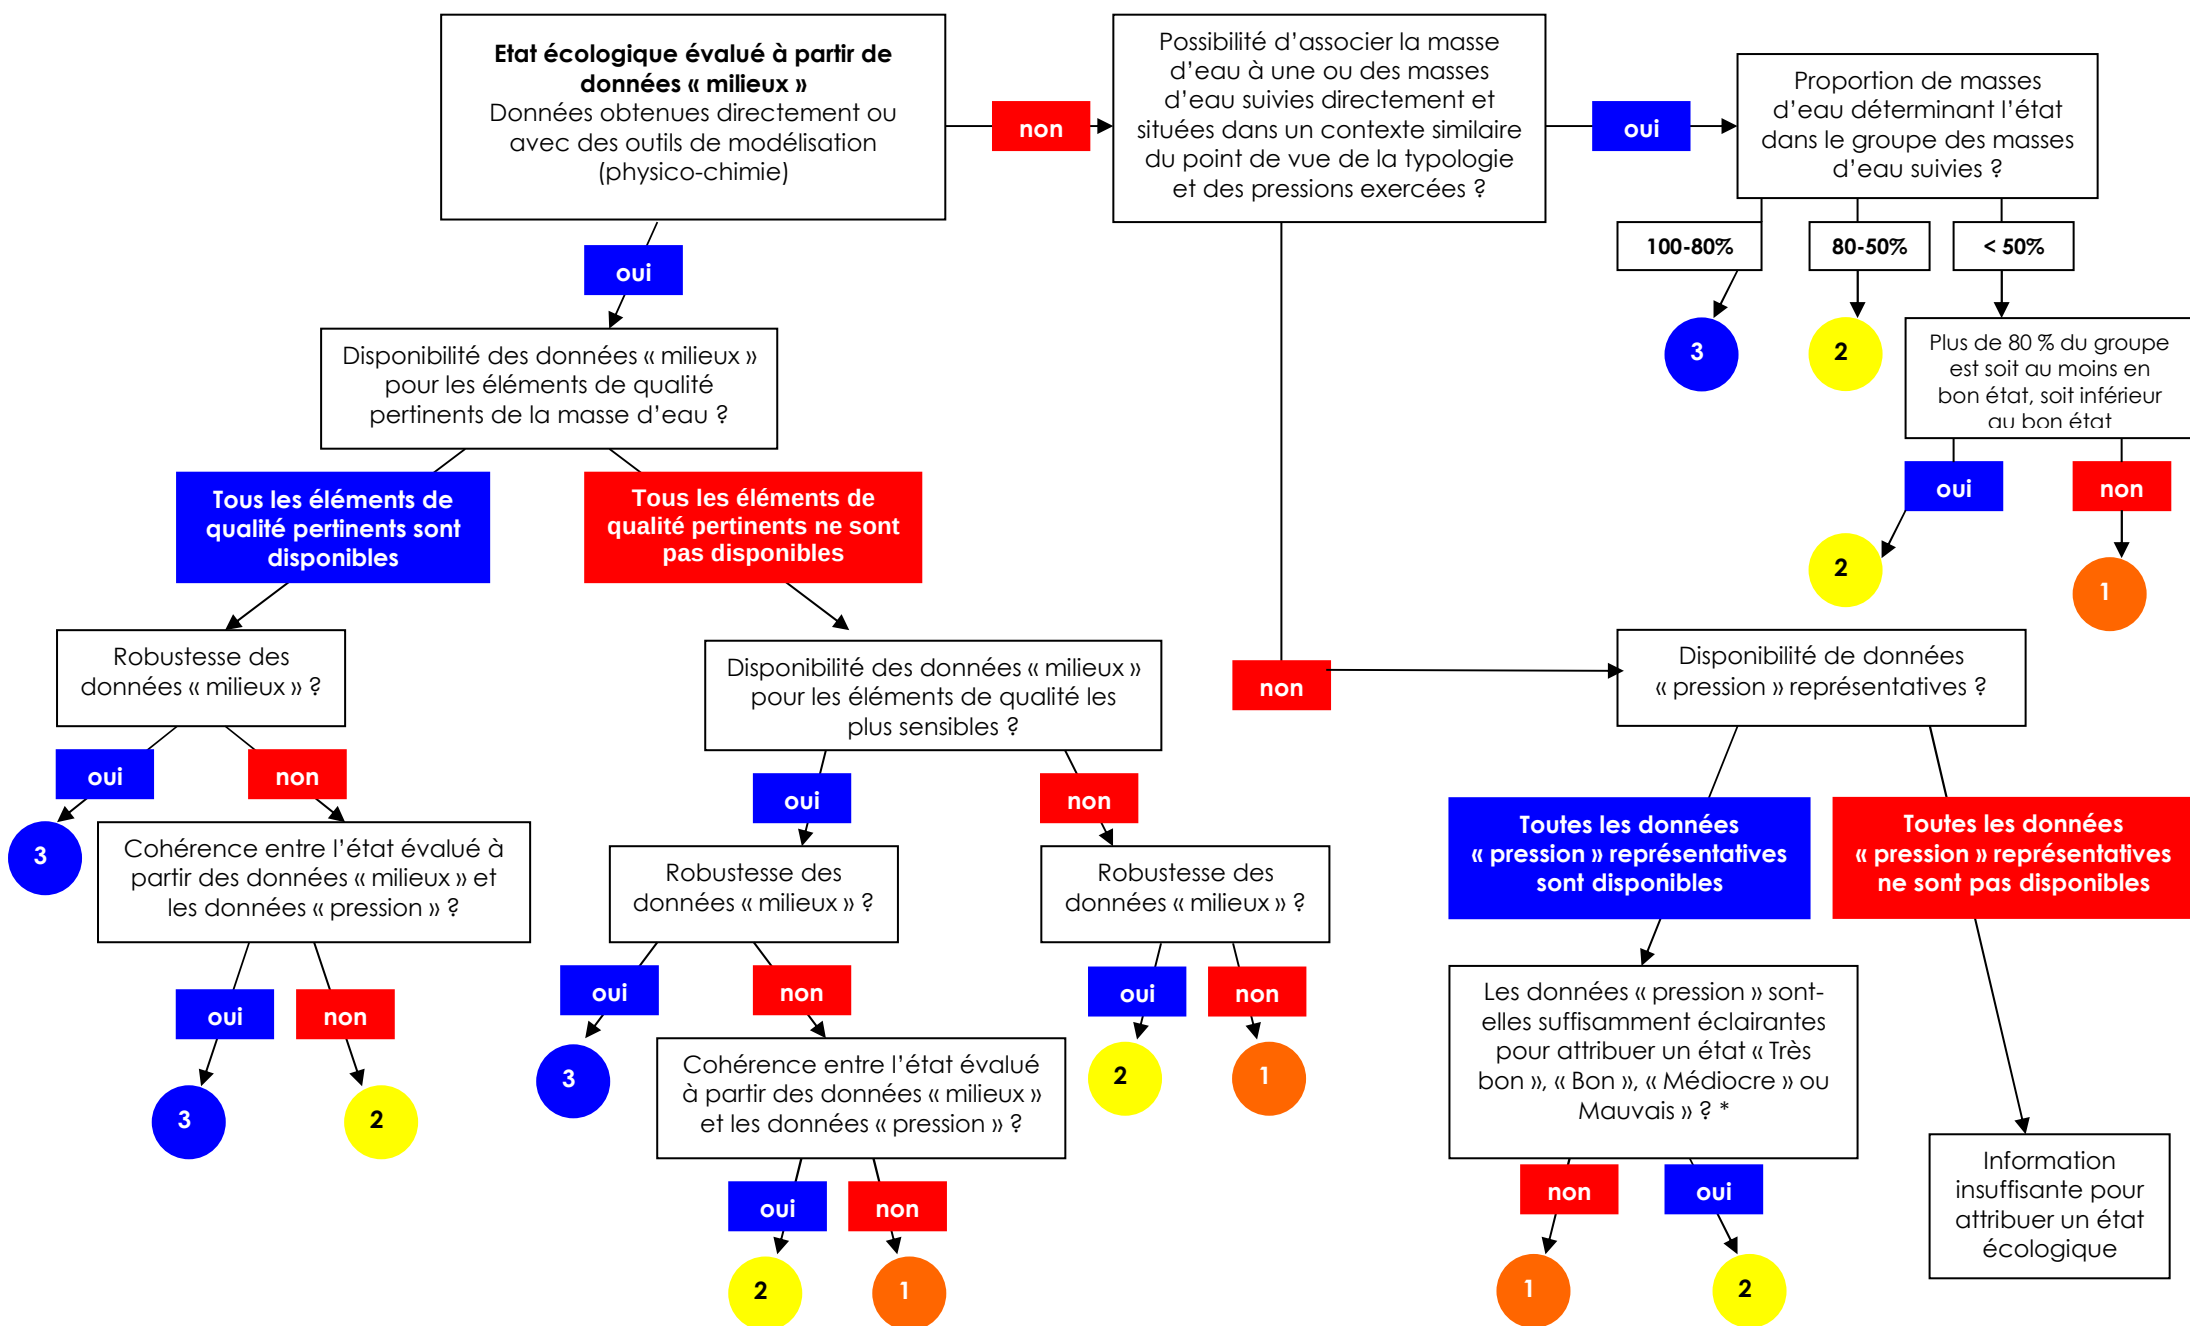 Etat écologique évalué à partir de
données « milieux »
Données obtenues directement ou
avec des outils de modélisation
(physico-chimie)
non
Possibilité d’associer la masse
d’eau à une ou des masses
d’eau suivies directement et
situées dans un contexte similaire
du point de vue de la typologie
et des pressions exercées ?
oui
Proportion de masses
d’eau déterminant l’état
dans le groupe des masses
d’eau suivies ?
100-80%
80-50%
< 50%
3
2
Plus de 80 % du groupe
est soit au moins en
bon état, soit inférieur
au bon état
oui
non
2
1
oui
Disponibilité des données « milieux »
pour les éléments de qualité
pertinents de la masse d’eau ?
Tous les éléments de
qualité pertinents sont
disponibles
Tous les éléments de
qualité pertinents ne sont
pas disponibles
Robustesse des
données « milieux » ?
oui
non
3
Cohérence entre l’état évalué à
partir des données « milieux » et
les données « pression » ?
oui
non
3
2
Disponibilité des données « milieux »
pour les éléments de qualité les
plus sensibles ?
oui
non
Robustesse des
données « milieux » ?
Robustesse des
données « milieux » ?
oui
non
3
Cohérence entre l’état évalué
à partir des données « milieux »
et les données « pression » ?
oui
non
2
1
oui
non
2
1
non
Disponibilité de données
« pression » représentatives ?
Toutes les données
« pression » représentatives
sont disponibles
Toutes les données
« pression » représentatives
ne sont pas disponibles
Les données « pression » sont-
elles suffisamment éclairantes
pour attribuer un état « Très
bon », « Bon », « Médiocre » ou
Mauvais » ? *
non
oui
1
2
Information
insuffisante pour
attribuer un état
écologique